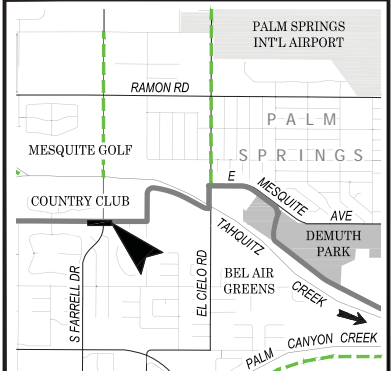 PALM SPRINGS
INT'L AIRPORT
RAMON RD
PALM
SPRINGS
MESQUITE GOLF
COUNTRY CLUB
E MESQUITE AVE
DEMUTH
PARK
TAHQUITZ CREEK
BEL AIR
GREENS
S FARRELL DR
EL CIELO RD
PALM CANYON CREEK